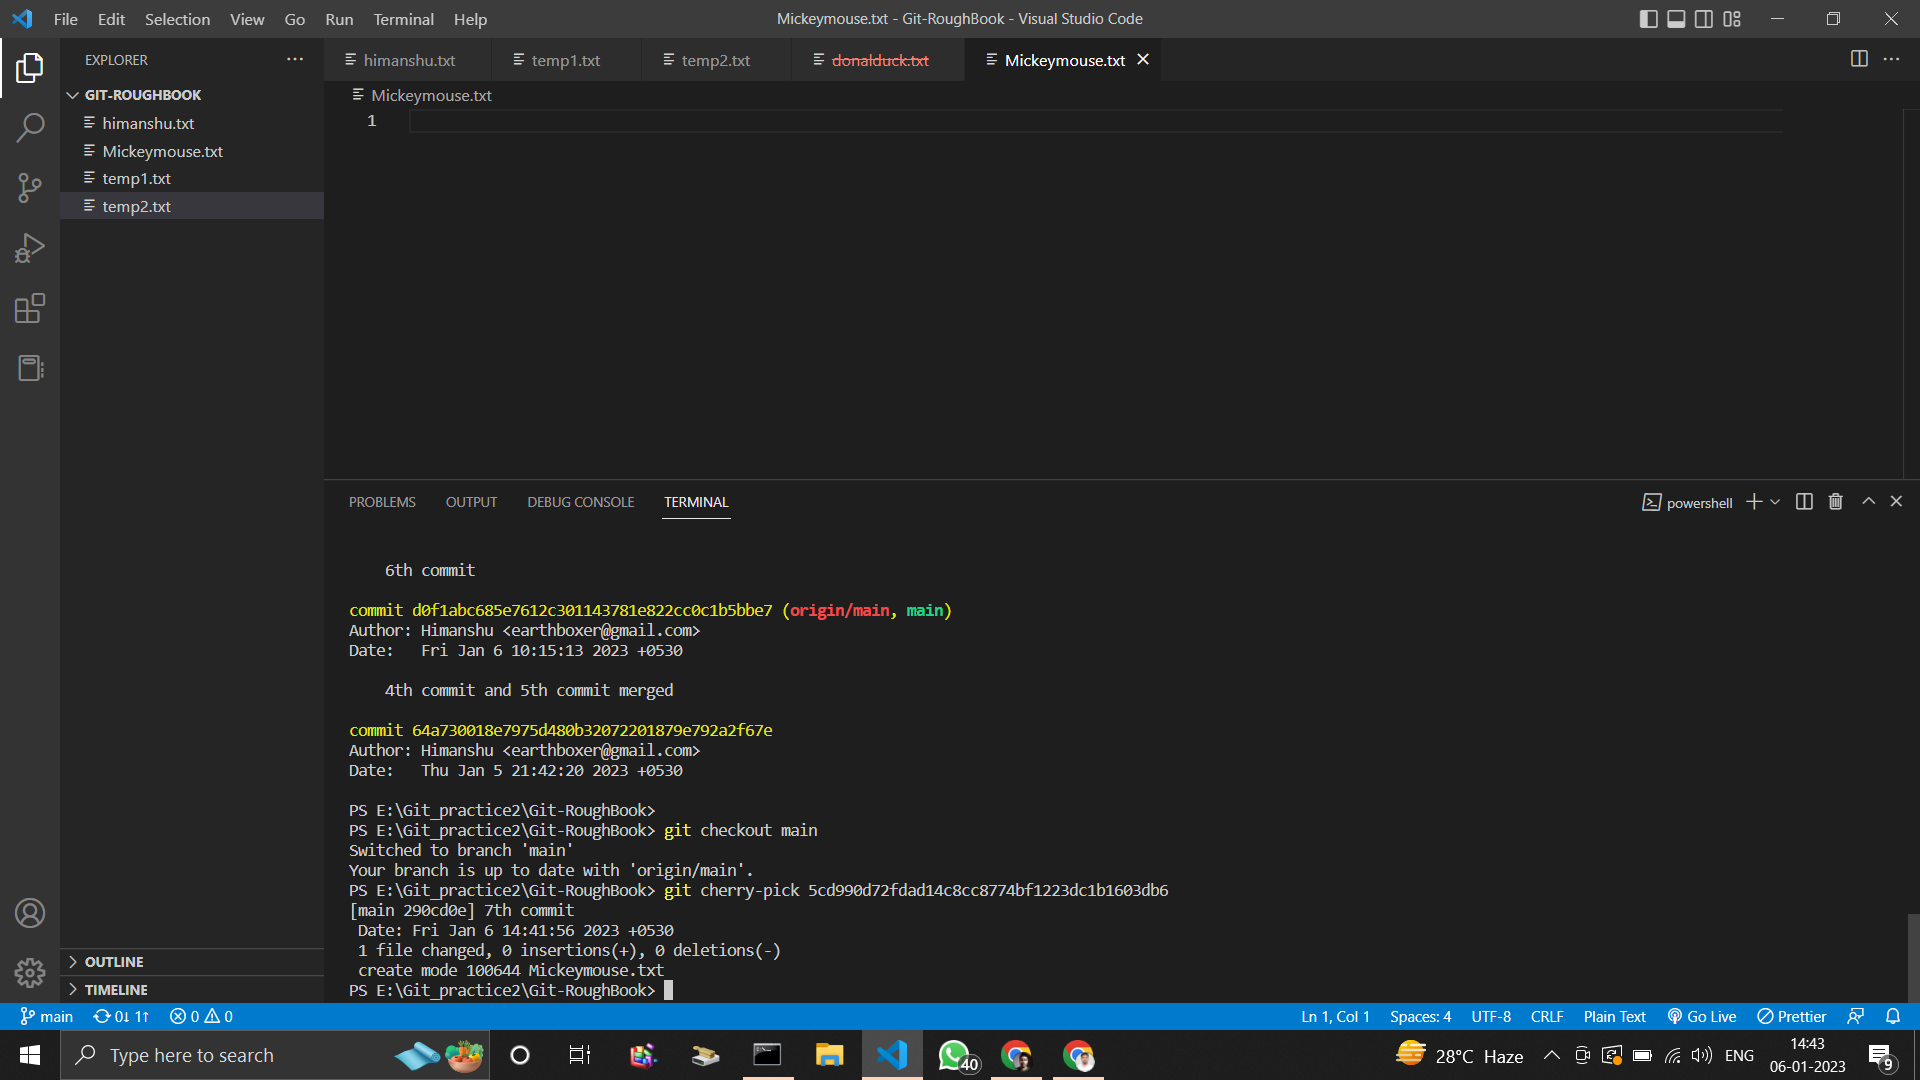 File Edit Selection View Go Run Terminal Help
Mickeymouse.txt - Git-RoughBook - Visual Studio Code
EXPLORER
GIT-ROUGHBOOK
himanshu.txt
Mickeymouse.txt
temp1.txt
temp2.txt
OUTLINE
TIMELINE
himanshu.txt temp1.txt temp2.txt donalduck.txt Mickeymouse.txt
Mickeymouse.txt
1
PROBLEMS OUTPUT DEBUG CONSOLE TERMINAL
powershell
6th commit
commit d0f1abc685e7612c301143781e822cc0c1b5bbe7 (origin/main, main)
Author: Himanshu <earthboxer@gmail.com>
Date:   Fri Jan 6 10:15:13 2023 +0530
4th commit and 5th commit merged
commit 64a730018e7975d480b32072201879e792a2f67e
Author: Himanshu <earthboxer@gmail.com>
Date:   Thu Jan 5 21:42:20 2023 +0530
PS E:\Git_practice2\Git-RoughBook>
PS E:\Git_practice2\Git-RoughBook> git checkout main
Switched to branch 'main'
Your branch is up to date with 'origin/main'.
PS E:\Git_practice2\Git-RoughBook> git cherry-pick 5cd990d72fdad14c8cc8774bf1223dc1b1603db6
[main 290cd0e] 7th commit
Date: Fri Jan 6 14:41:56 2023 +0530
1 file changed, 0 insertions(+), 0 deletions(-)
create mode 100644 Mickeymouse.txt
PS E:\Git_practice2\Git-RoughBook>
main 0↓ 1↑ 0 0
Ln 1, Col 1 Spaces: 4 UTF-8 CRLF Plain Text Go Live Prettier
Type here to search
40
28°C Haze
ENG
14:43
06-01-2023
9